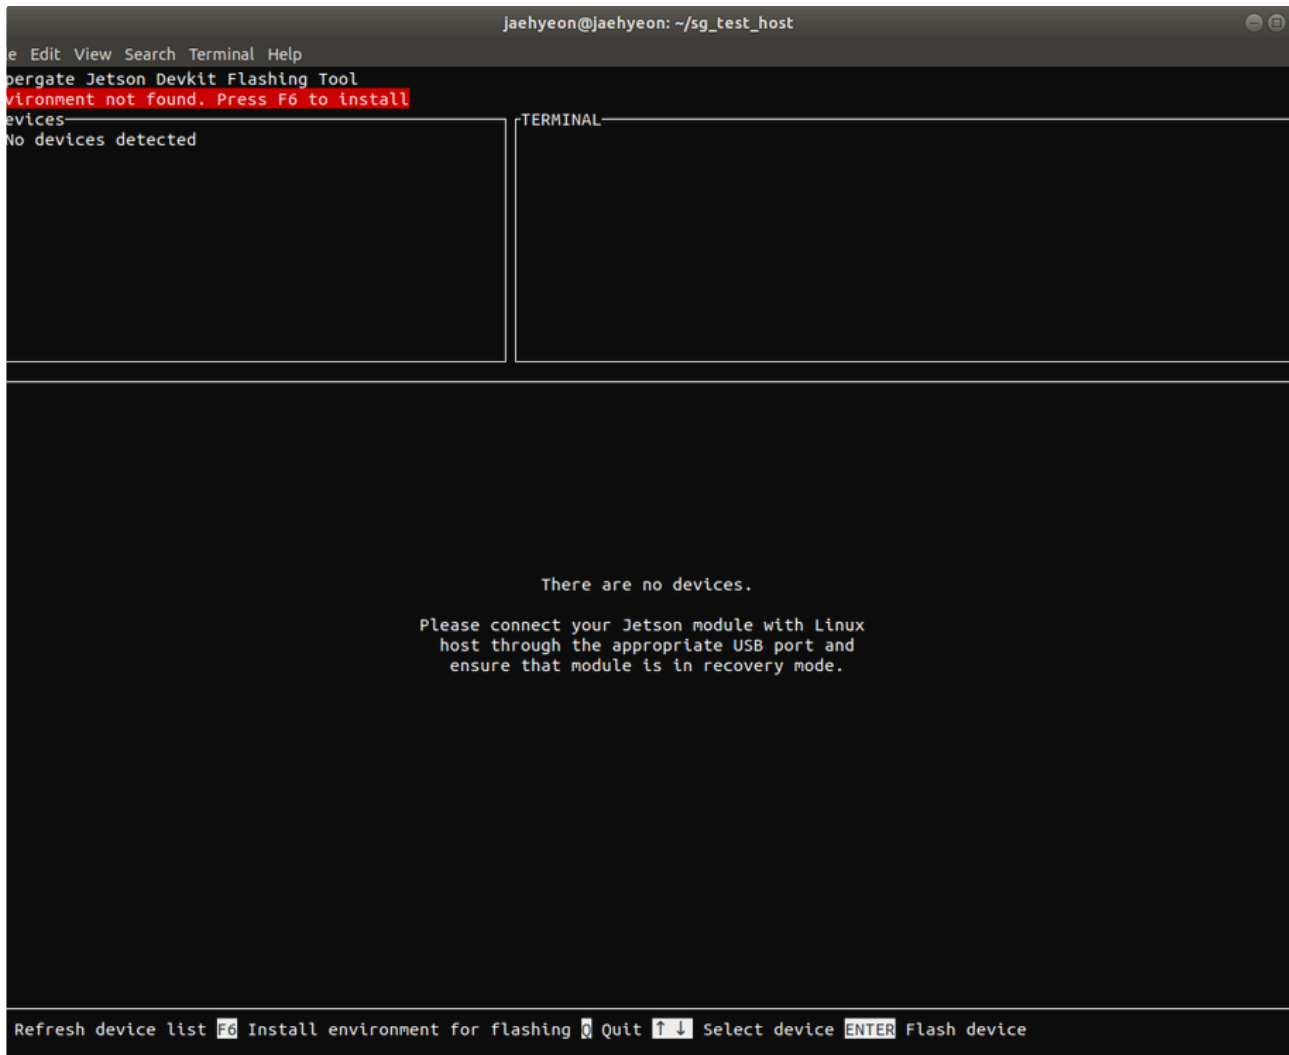 jaehyeon@jaehyeon: ~/sg_test_host
e Edit View Search Terminal Help
pergate Jetson Devkit Flashing Tool
vironment not found. Press F6 to install
evices
TERMINAL
No devices detected
There are no devices.
Please connect your Jetson module with Linux
host through the appropriate USB port and
ensure that module is in recovery mode.
Refresh device list F6 Install environment for flashing Q Quit ↑↓ Select device ENTER Flash device